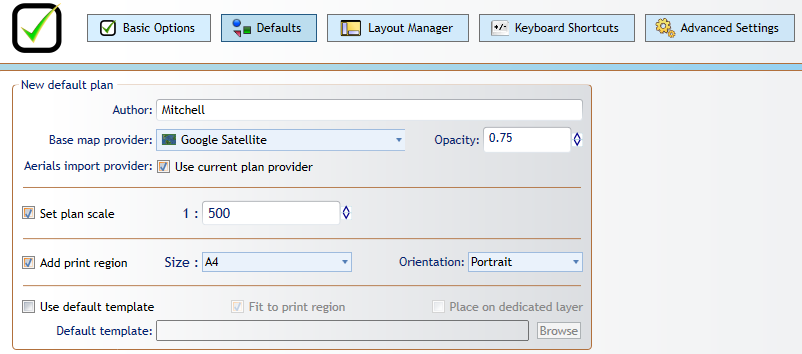 Basic Options Defaults Layout Manager +/- Keyboard Shortcuts Advanced Settings
New default plan
Author: Mitchell
Base map provider: Google Satellite Opacity: 0.75
Aerials import provider: Use current plan provider
Set plan scale 1 : 500
Add print region Size : A4 Orientation: Portrait
Use default template Fit to print region Place on dedicated layer
Default template: Browse